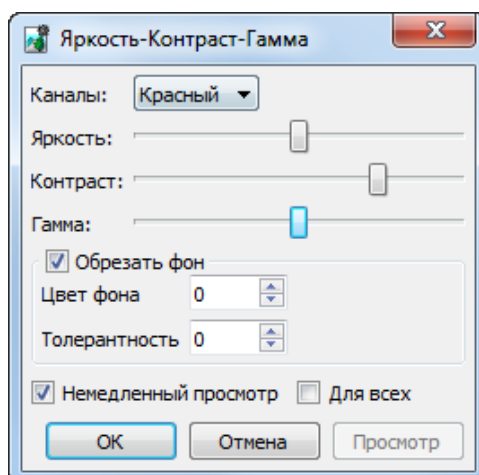 Яркость-Контраст-Гамма
Каналы: Красный
Яркость:
Контраст:
Гамма:
Обрезать фон
Цвет фона 0
Толерантность 0
Немедленный просмотр Для всех
ОК Отмена Просмотр